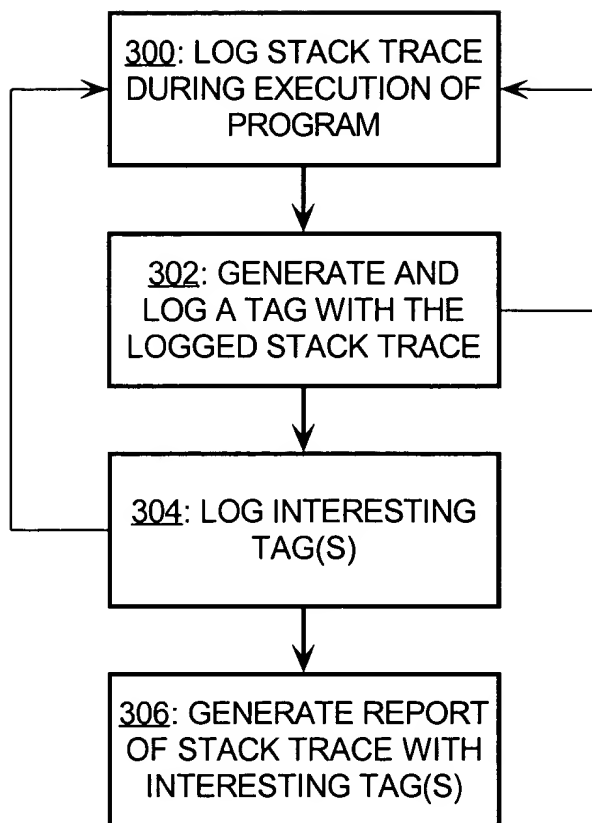 300: LOG STACK TRACE
DURING EXECUTION OF
PROGRAM
302: GENERATE AND
LOG A TAG WITH THE
LOGGED STACK TRACE
304: LOG INTERESTING
TAG(S)
306: GENERATE REPORT
OF STACK TRACE WITH
INTERESTING TAG(S)